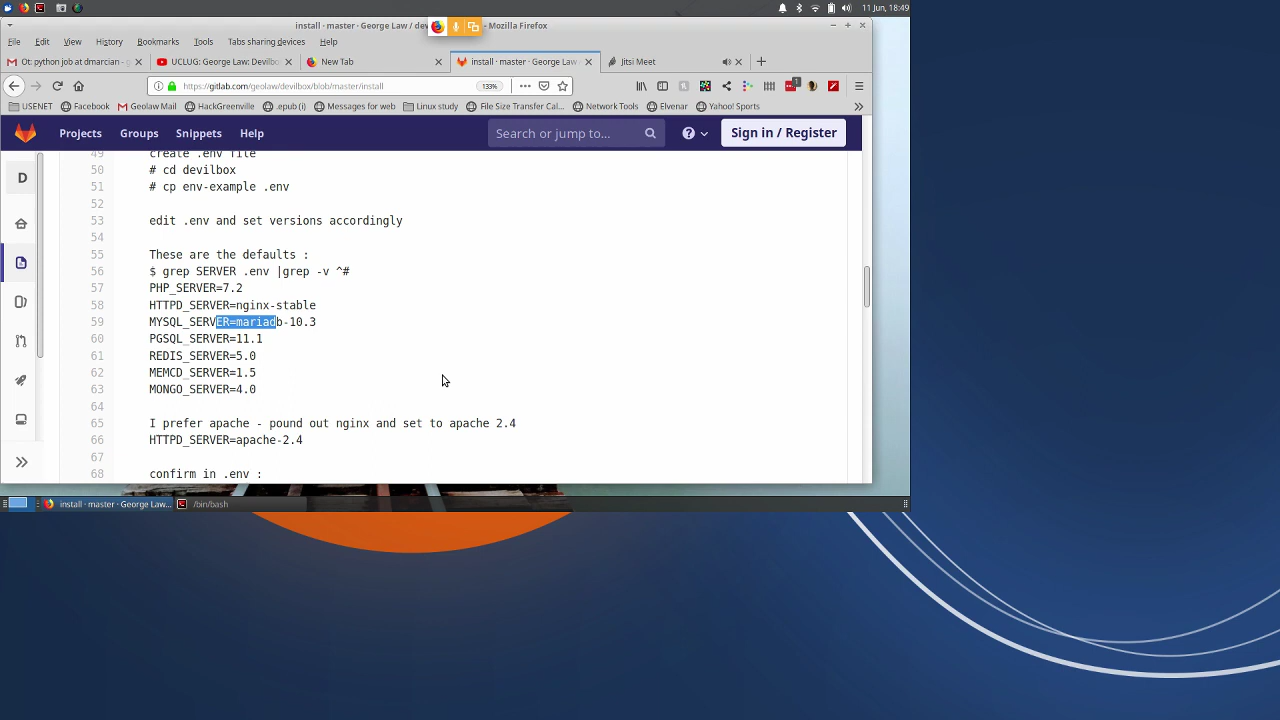 11 Jun, 18:49
install · master · George Law / dev
- Mozilla Firefox
File Edit View History Bookmarks Tools Tabs sharing devices Help
Ot: python job at dmarcian -
UCLUG: George Law: Devilbo
New Tab
install · master · George Law
Jitsi Meet
https://gitlab.com/geolaw/devilbox/blob/master/install
133%
1
USENET Facebook Geolaw Mail HackGreenville epub (i) Messages for web Linux study File Size Transfer Cal... Network Tools Elvenar Yahoo! Sports
Projects Groups Snippets Help
Search or jump to…
Sign in / Register
D
49 create .env file
50 # cd devilbox
51 # cp env-example .env
52
53 edit .env and set versions accordingly
54
55 These are the defaults :
56 $ grep SERVER .env |grep -v ^#
57 PHP_SERVER=7.2
58 HTTPD_SERVER=nginx-stable
59 MYSQL_SERVER=mariadb-10.3
60 PGSQL_SERVER=11.1
61 REDIS_SERVER=5.0
62 MEMCD_SERVER=1.5
63 MONGO_SERVER=4.0
64
65 I prefer apache - pound out nginx and set to apache 2.4
66 HTTPD_SERVER=apache-2.4
67
68 confirm in .env :
install · master · George Law...
/bin/bash